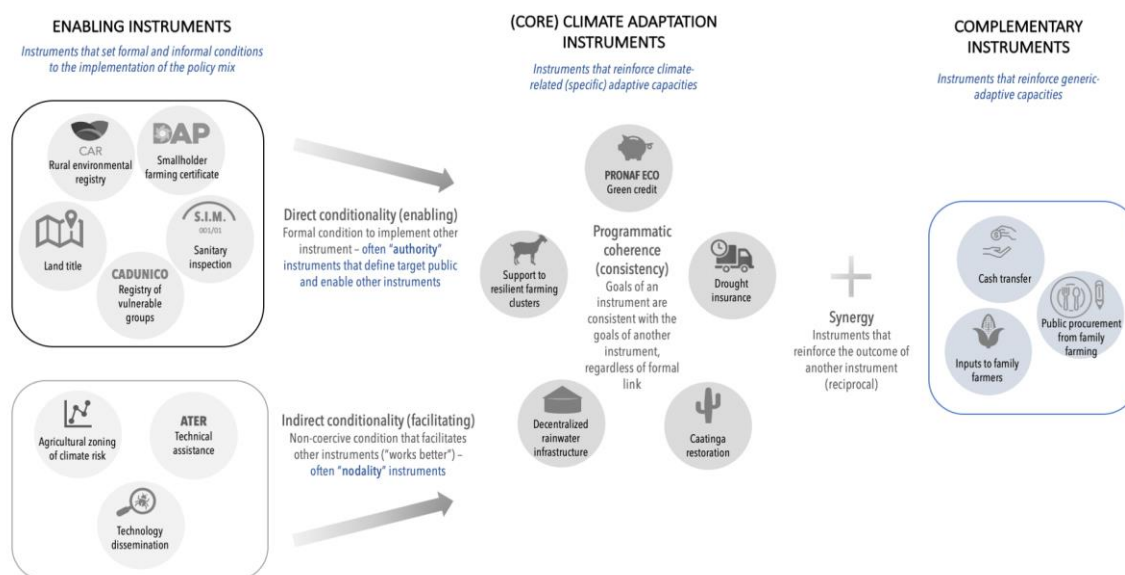 ENABLING INSTRUMENTS
Instruments that set formal and informal conditions
to the implementation of the policy mix
CAR
Rural environmental
registry
DAP
Smallholder
farming certificate
Land title
S.I.M.
001/01
Sanitary
inspection
CADUNICO
Registry of
vulnerable
groups
Agricultural zoning
of climate risk
ATER
Technical
assistance
Technology
dissemination
Direct conditionality (enabling)
Formal condition to implement other
instrument – often “authority”
instruments that define target public
and enable other instruments
Indirect conditionality (facilitating)
Non-coercive condition that facilitates
other instruments (“works better”) –
often “nodality” instruments
(CORE) CLIMATE ADAPTATION
INSTRUMENTS
Instruments that reinforce climate-
related (specific) adaptive capacities
PRONAF ECO
Green credit
Support to
resilient farming
clusters
Programmatic
coherence
(consistency)
Goals of an
instrument are
consistent with the
goals of another
instrument,
regardless of formal
link
Drought
insurance
Decentralized
rainwater
infrastructure
Caatinga
restoration
Synergy
Instruments that
reinforce the outcome of
another instrument
(reciprocal)
COMPLEMENTARY
INSTRUMENTS
Instruments that reinforce generic-
adaptive capacities
Cash transfer
Public procurement
from family
farming
Inputs to family
farmers